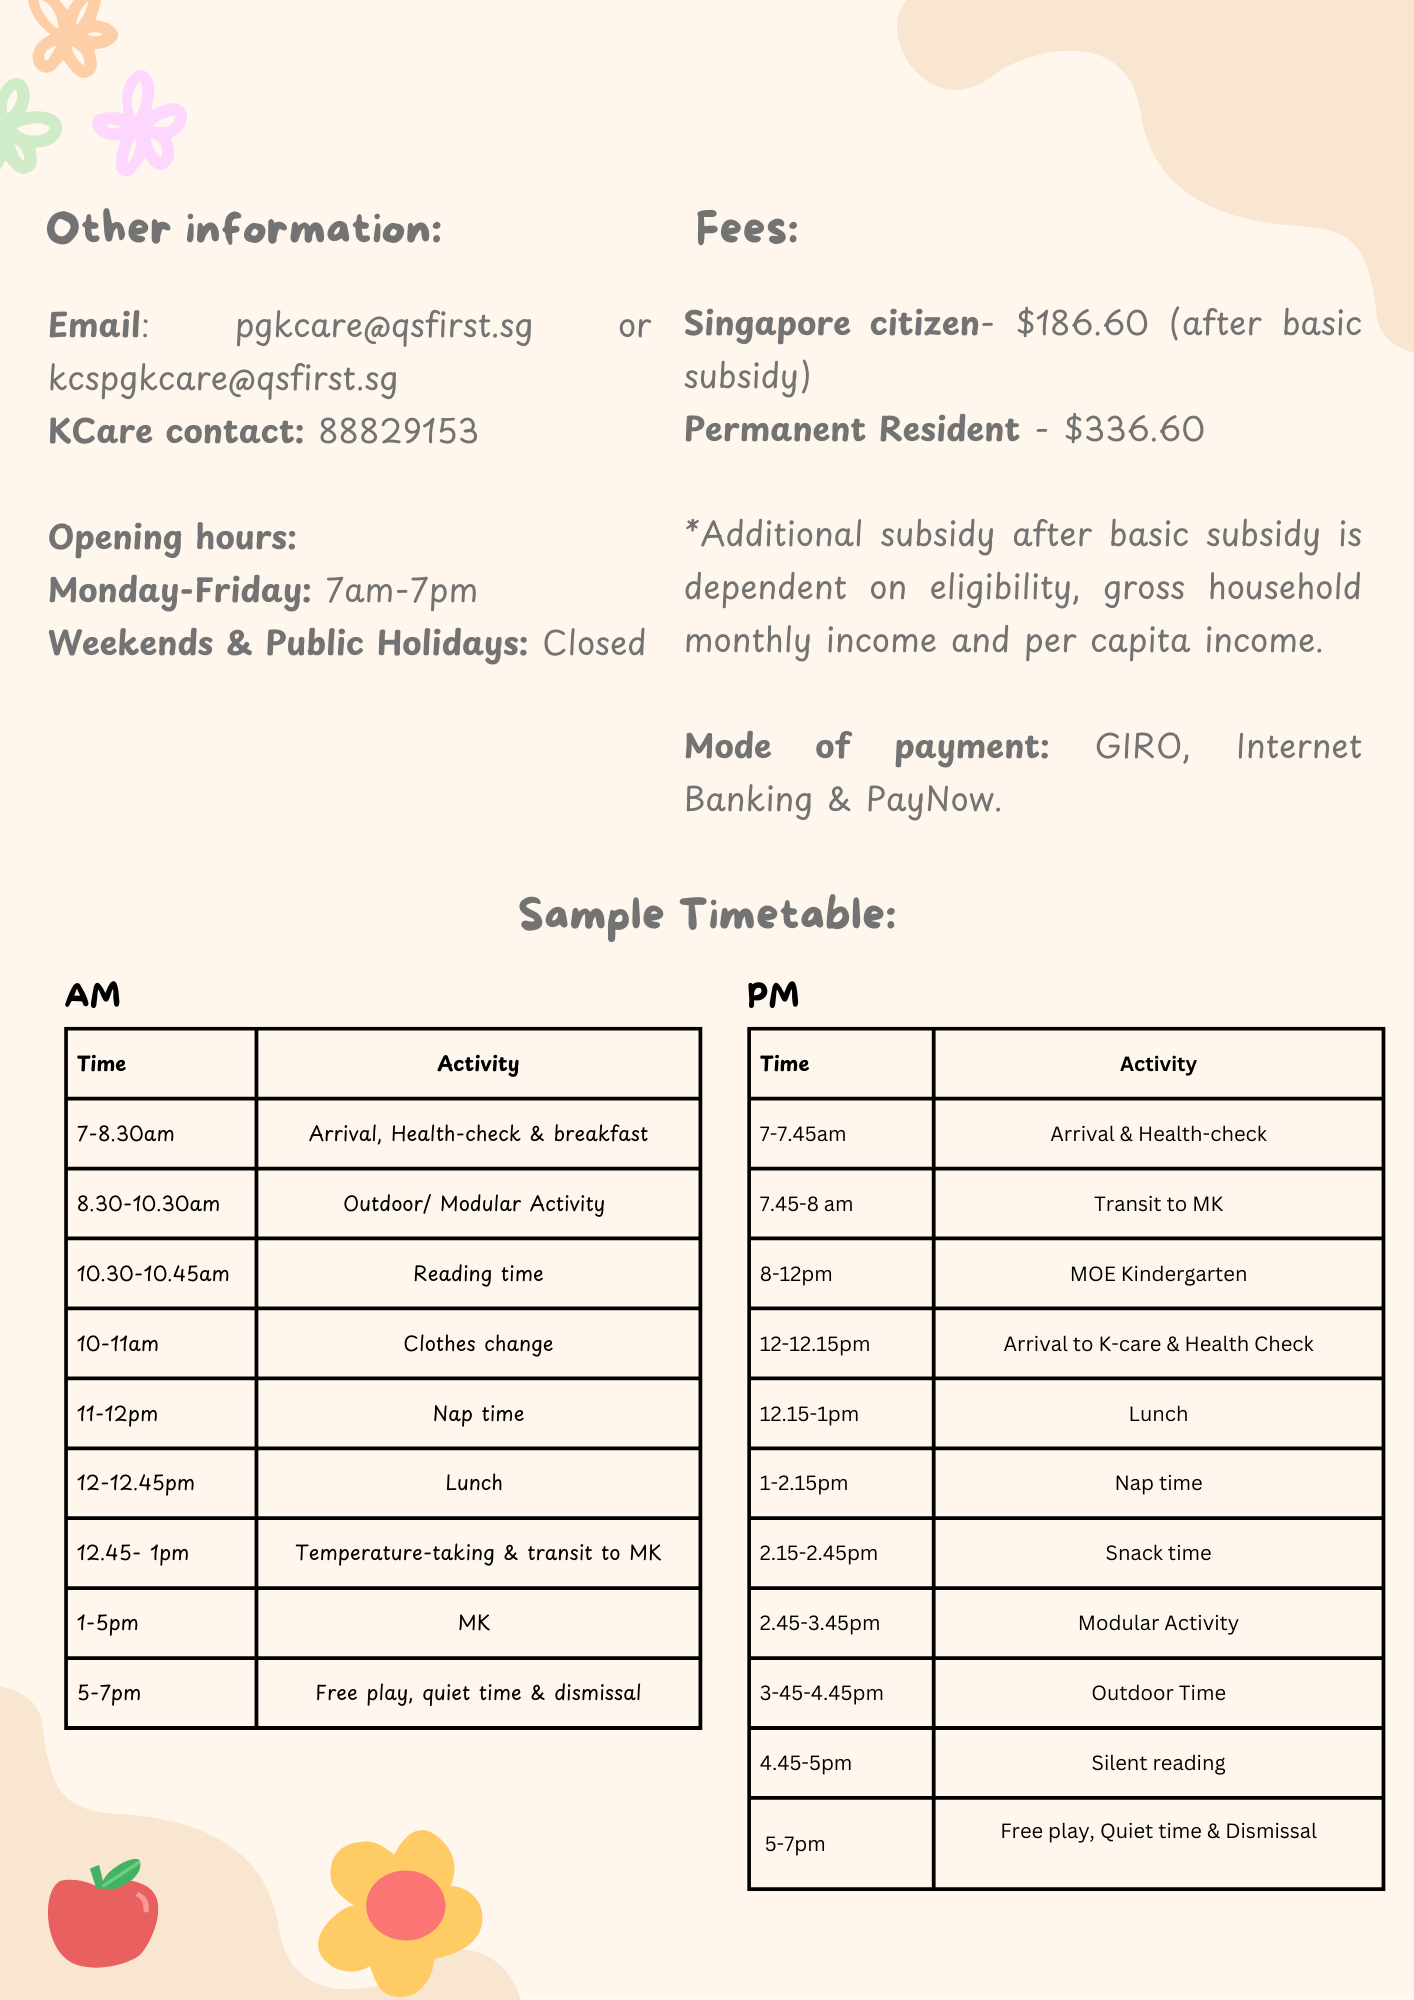 Other information:
Email: pgkcare@qsfirst.sg or
kcspgkcare@qsfirst.sg
KCare contact: 88829153
Opening hours:
Monday-Friday: 7am-7pm
Weekends & Public Holidays: Closed
Fees:
Singapore citizen- $186.60 (after basic
subsidy)
Permanent Resident - $336.60
*Additional subsidy after basic subsidy is
dependent on eligibility, gross household
monthly income and per capita income.
Mode of payment: GIRO, Internet
Banking & PayNow.
Sample Timetable:
AM
Time Activity
7-8.30am Arrival, Health-check & breakfast
8.30-10.30am Outdoor/ Modular Activity
10.30-10.45am Reading time
10-11am Clothes change
11-12pm Nap time
12-12.45pm Lunch
12.45- 1pm Temperature-taking & transit to MK
1-5pm MK
5-7pm Free play, quiet time & dismissal
PM
Time Activity
7-7.45am Arrival & Health-check
7.45-8 am Transit to MK
8-12pm MOE Kindergarten
12-12.15pm Arrival to K-care & Health Check
12.15-1pm Lunch
1-2.15pm Nap time
2.15-2.45pm Snack time
2.45-3.45pm Modular Activity
3-45-4.45pm Outdoor Time
4.45-5pm Silent reading
5-7pm Free play, Quiet time & Dismissal